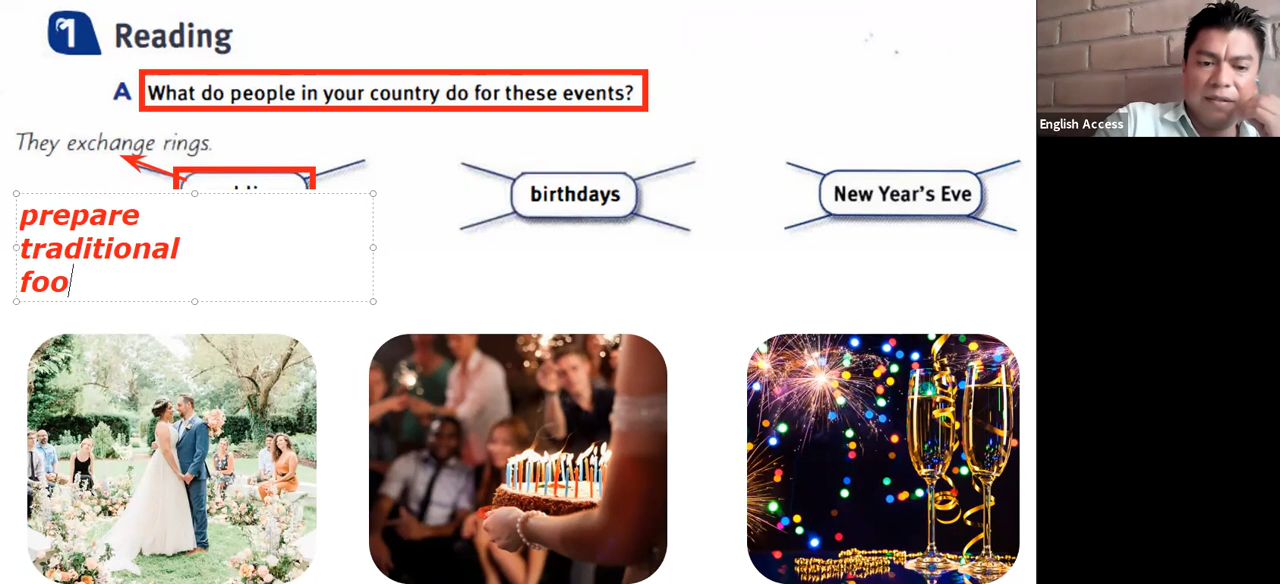 1 Reading
A What do people in your country do for these events?
They exchange rings.
birthdays
New Year's Eve
prepare
traditional
foo
English Access